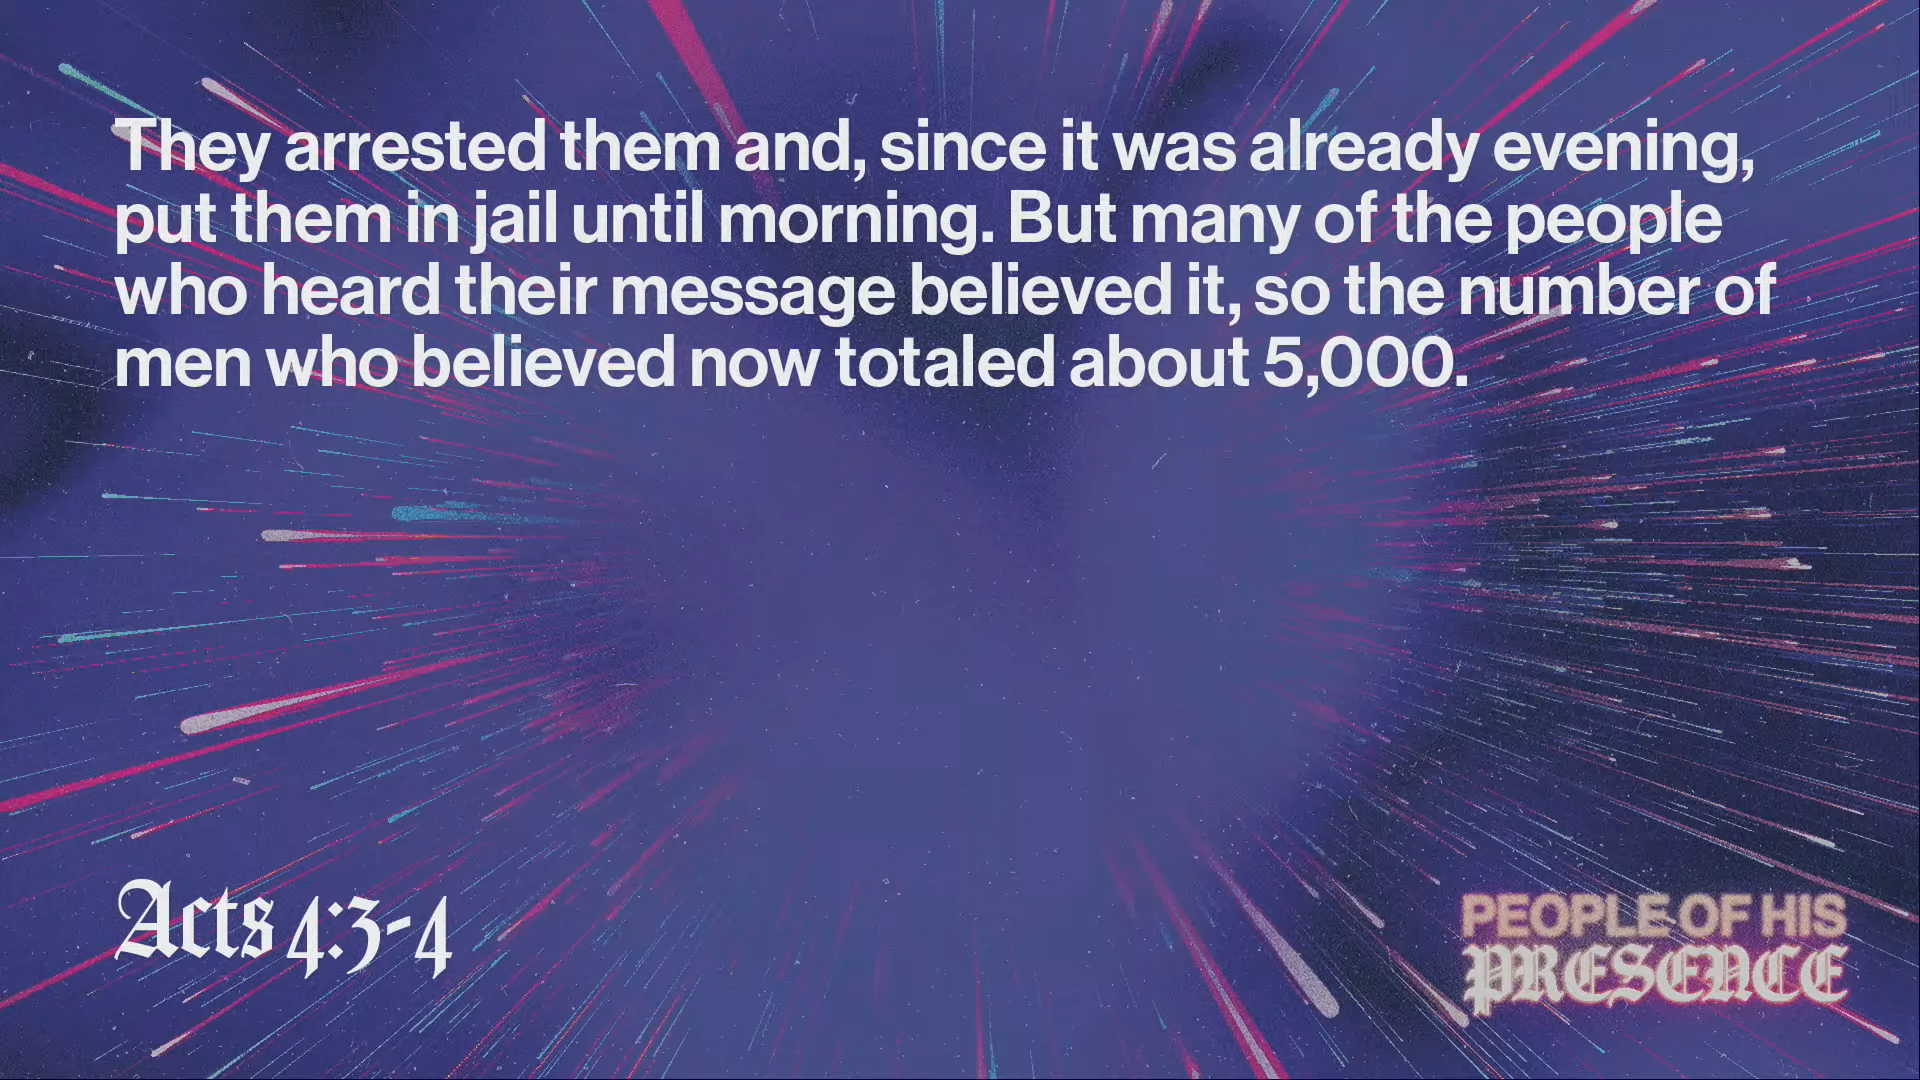 They arrested them and, since it was already evening,
put them in jail until morning. But many of the people
who heard their message believed it, so the number of
men who believed now totaled about 5,000.
Acts 4:3-4
PEOPLE OF HIS
PRESENCE